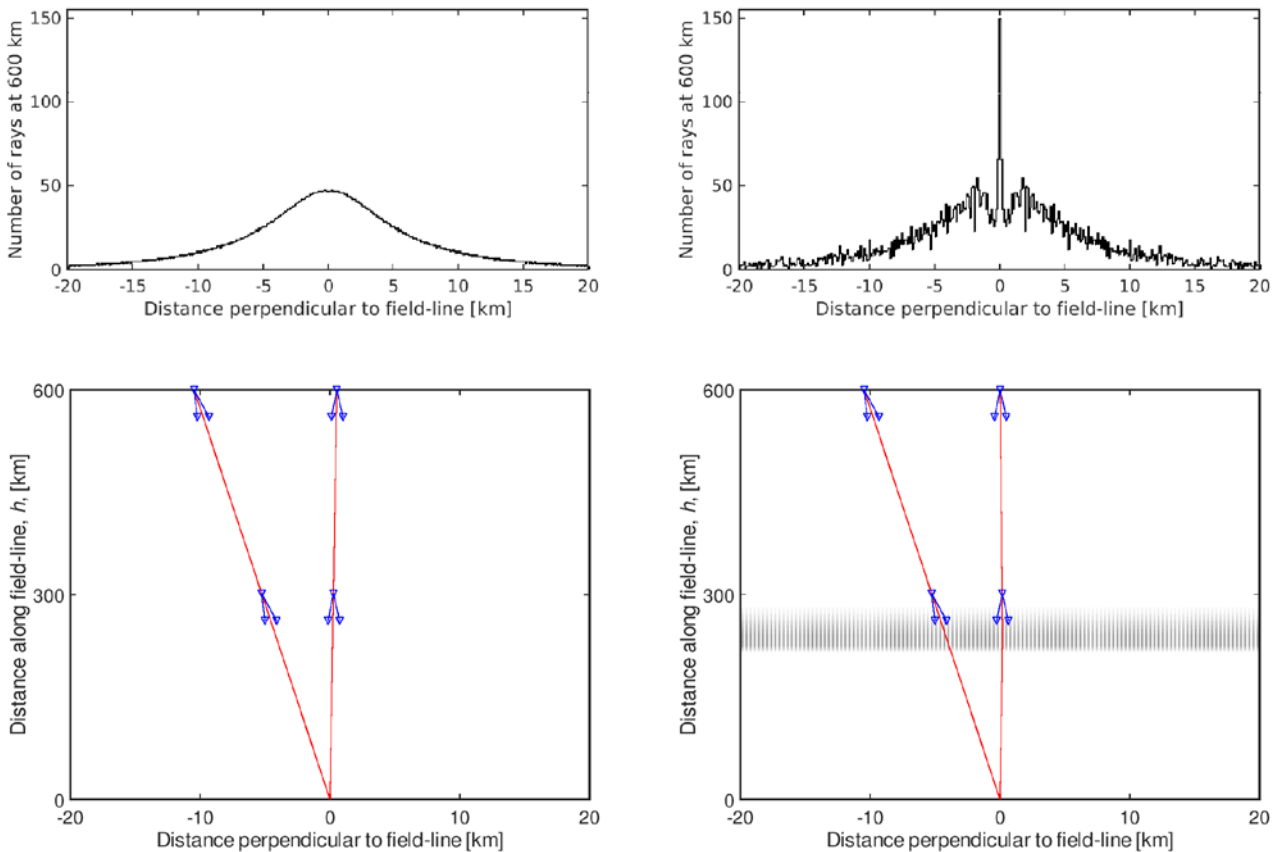 Number of rays at 600 km
150
100
50
0
-20 -15 -10 -5 0 5 10 15 20
Distance perpendicular to field-line [km]
Number of rays at 600 km
150
100
50
0
-20 -15 -10 -5 0 5 10 15 20
Distance perpendicular to field-line [km]
Distance along field-line, h, [km]
600
300
0
-20 -10 0 10 20
Distance perpendicular to field-line [km]
Distance along field-line, h, [km]
600
300
0
-20 -10 0 10 20
Distance perpendicular to field-line [km]